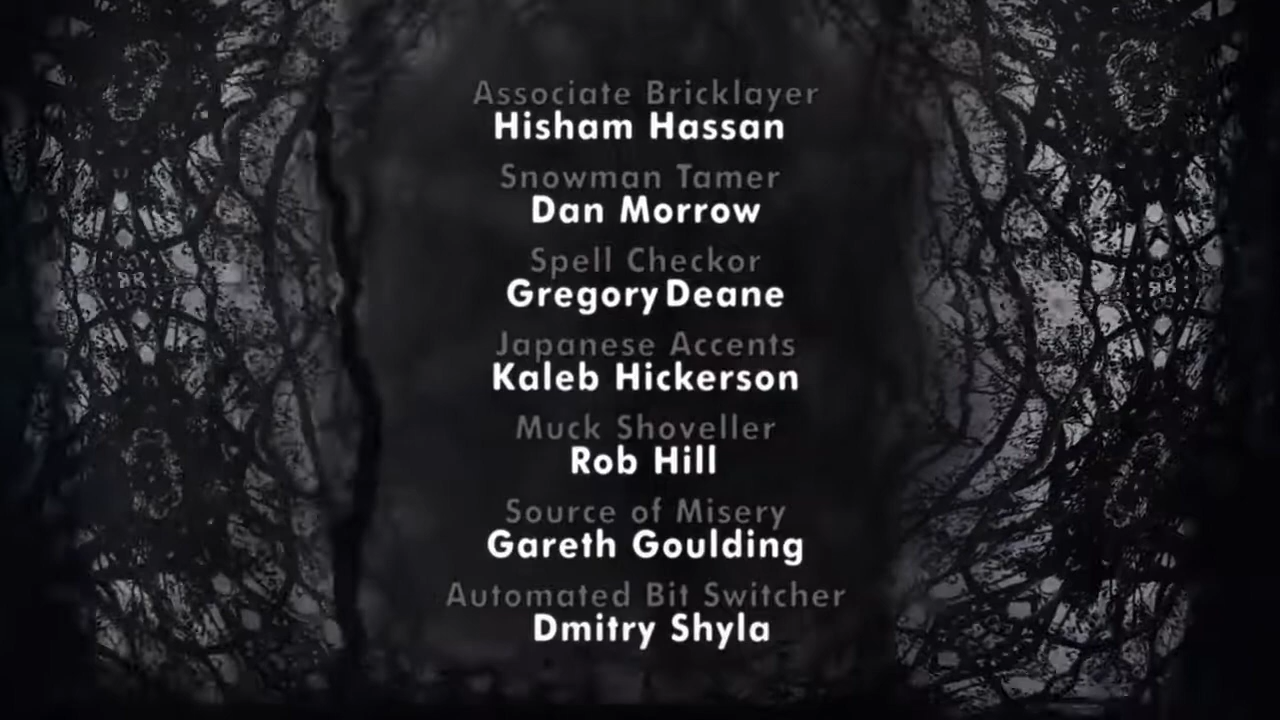 Associate Bricklayer
Hisham Hassan
Snowman Tamer
Dan Morrow
Spell Checkor
Gregory Deane
Japanese Accents
Kaleb Hickerson
Muck Shoveller
Rob Hill
Source of Misery
Gareth Goulding
Automated Bit Switcher
Dmitry Shyla